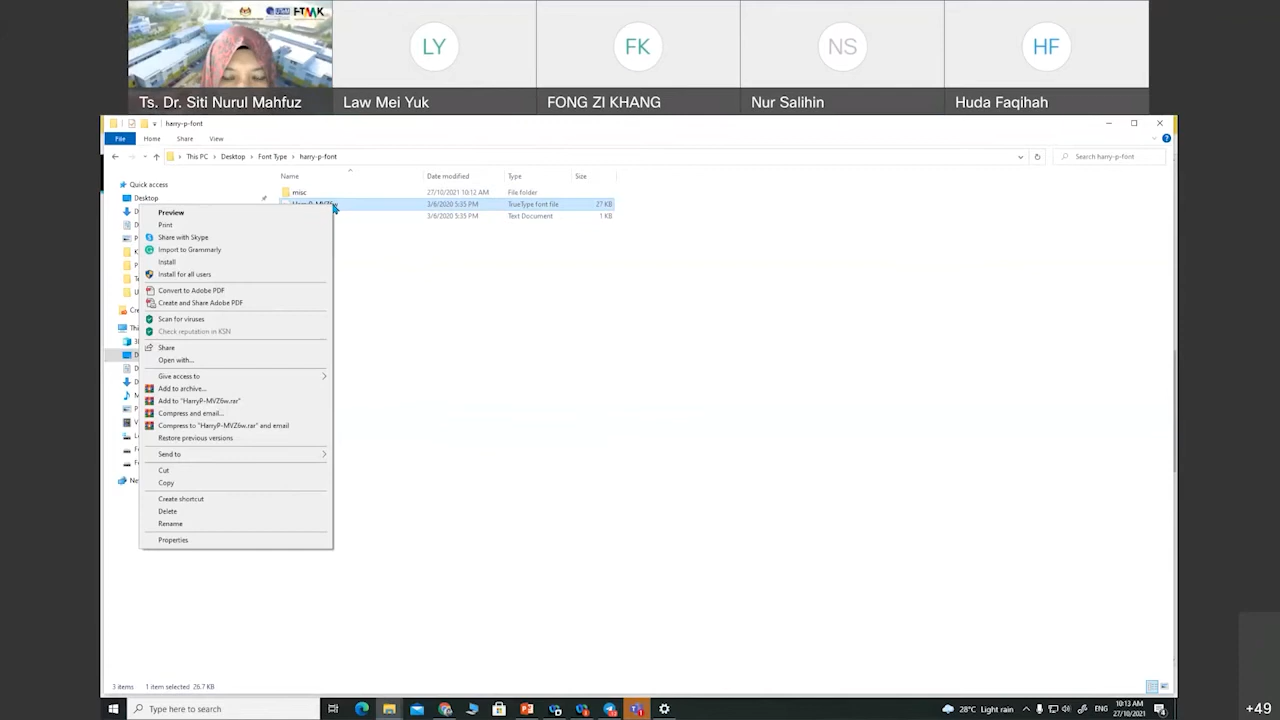 UTeM FTMK
LY
FK
NS
HF
Ts. Dr. Siti Nurul Mahfuz
Law Mei Yuk
FONG ZI KHANG
Nur Salihin
Huda Faqihah
harry-p-font
File Home Share View
This PC > Desktop > Font Type > harry-p-font
Search harry-p-font
Name Date modified Type Size
Quick access
Desktop
misc 27/10/2021 10:12 AM File folder
HarryP-MVZ6w 3/6/2020 5:35 PM TrueType font file 27 KB
3/6/2020 5:35 PM Text Document 1 KB
Preview
Print
Share with Skype
Import to Grammarly
Install
Install for all users
Convert to Adobe PDF
Create and Share Adobe PDF
Scan for viruses
Check reputation in KSN
Share
Open with...
Give access to
Add to archive...
Add to "HarryP-MVZ6w.rar"
Compress and email...
Compress to "HarryP-MVZ6w.rar" and email
Restore previous versions
Send to
Cut
Copy
Create shortcut
Delete
Rename
Properties
3 items 1 item selected 26.7 KB
Type here to search
28°C Light rain
ENG
10:13 AM
27/10/2021
+49